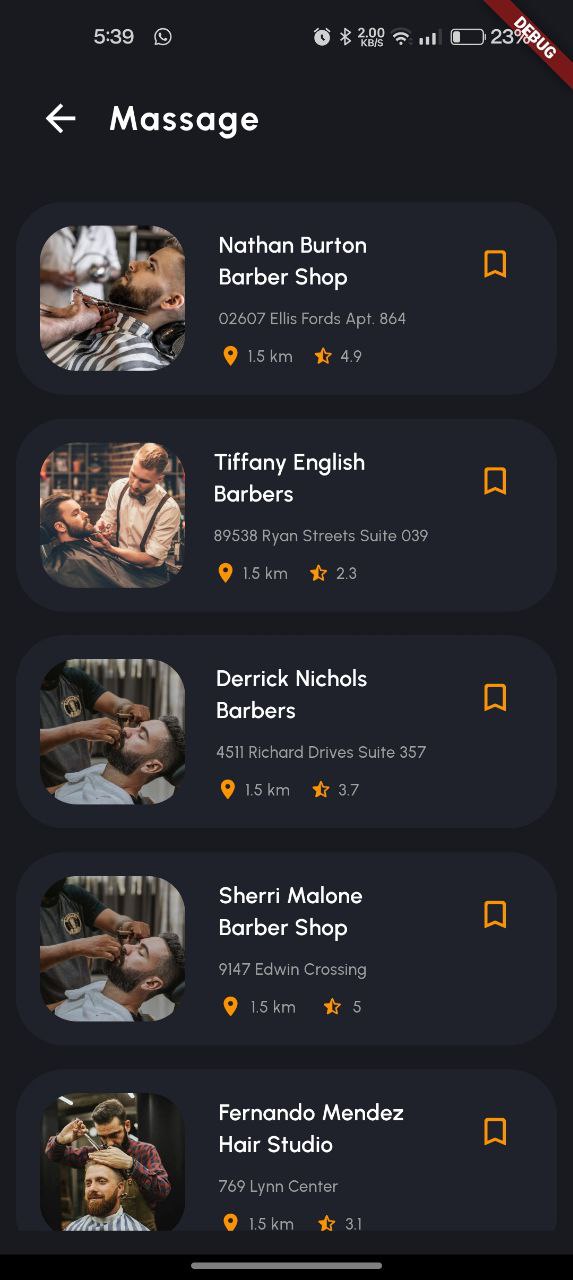 5:39
2.00
KB/S
23%
DEBUG
Massage
Nathan Burton
Barber Shop
02607 Ellis Fords Apt. 864
1.5 km 4.9
Tiffany English
Barbers
89538 Ryan Streets Suite 039
1.5 km 2.3
Derrick Nichols
Barbers
4511 Richard Drives Suite 357
1.5 km 3.7
Sherri Malone
Barber Shop
9147 Edwin Crossing
1.5 km 5
Fernando Mendez
Hair Studio
769 Lynn Center
1.5 km 3.1